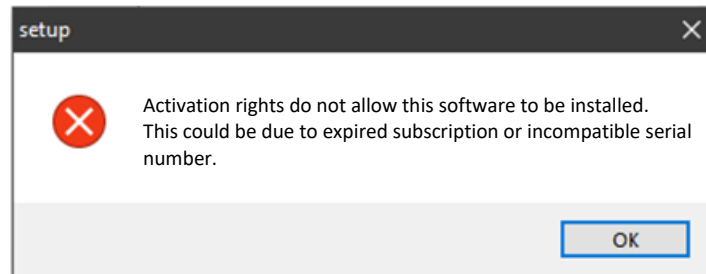 setup
Activation rights do not allow this software to be installed.
This could be due to expired subscription or incompatible serial
number.
OK